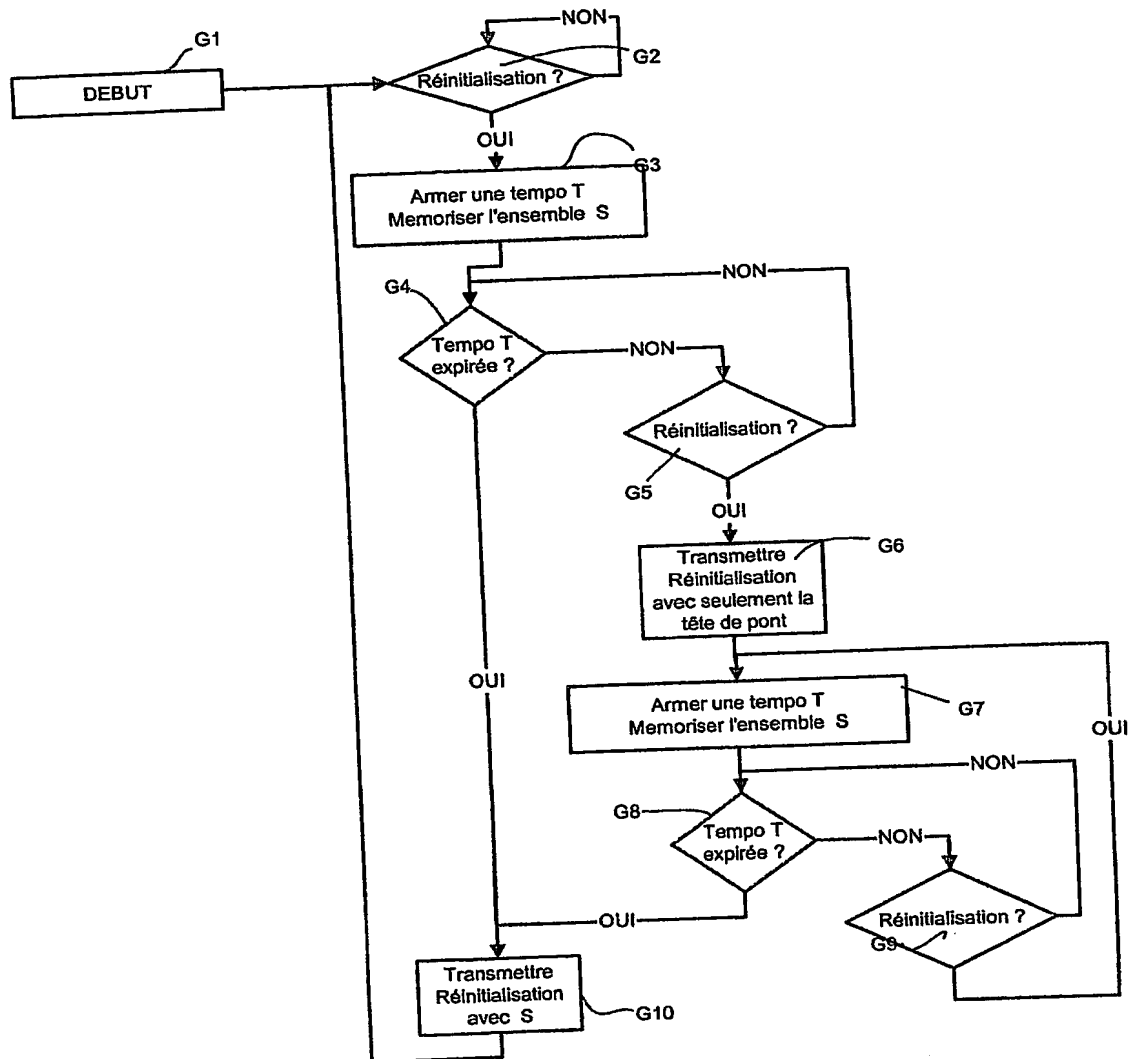 NON
G1
G2
DEBUT
Réinitialisation ?
OUI
G3
Armer une tempo T
Memoriser l'ensemble S
NON
G4
Tempo T
expirée ?
NON
Réinitialisation ?
G5
OUI
Transmettre
Réinitialisation
avec seulement la
tête de pont
G6
OUI
Armer une tempo T
Memoriser l'ensemble S
G7
OUI
NON
G8
Tempo T
expirée ?
NON
Réinitialisation ?
G9
OUI
Transmettre
Réinitialisation
avec S
G10